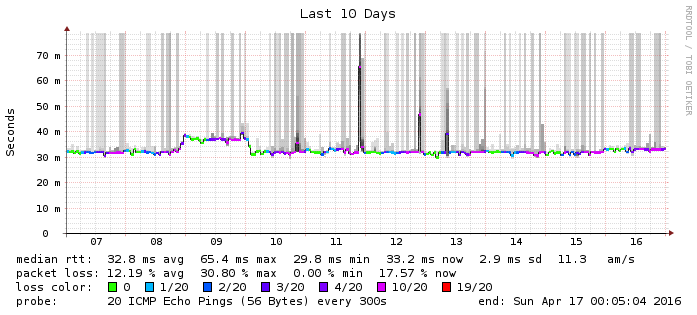 Last 10 Days
RRDTOOL / TOBI OETIKER
Seconds
70 m
60 m
50 m
40 m
30 m
20 m
10 m
0
07 08 09 10 11 12 13 14 15 16
median rtt: 32.8 ms avg 65.4 ms max 29.8 ms min 33.2 ms now 2.9 ms sd 11.3 am/s
packet loss: 12.19 % avg 30.80 % max 0.00 % min 17.57 % now
loss color: 0 1/20 2/20 3/20 4/20 10/20 19/20
probe: 20 ICMP Echo Pings (56 Bytes) every 300s end: Sun Apr 17 00:05:04 2016